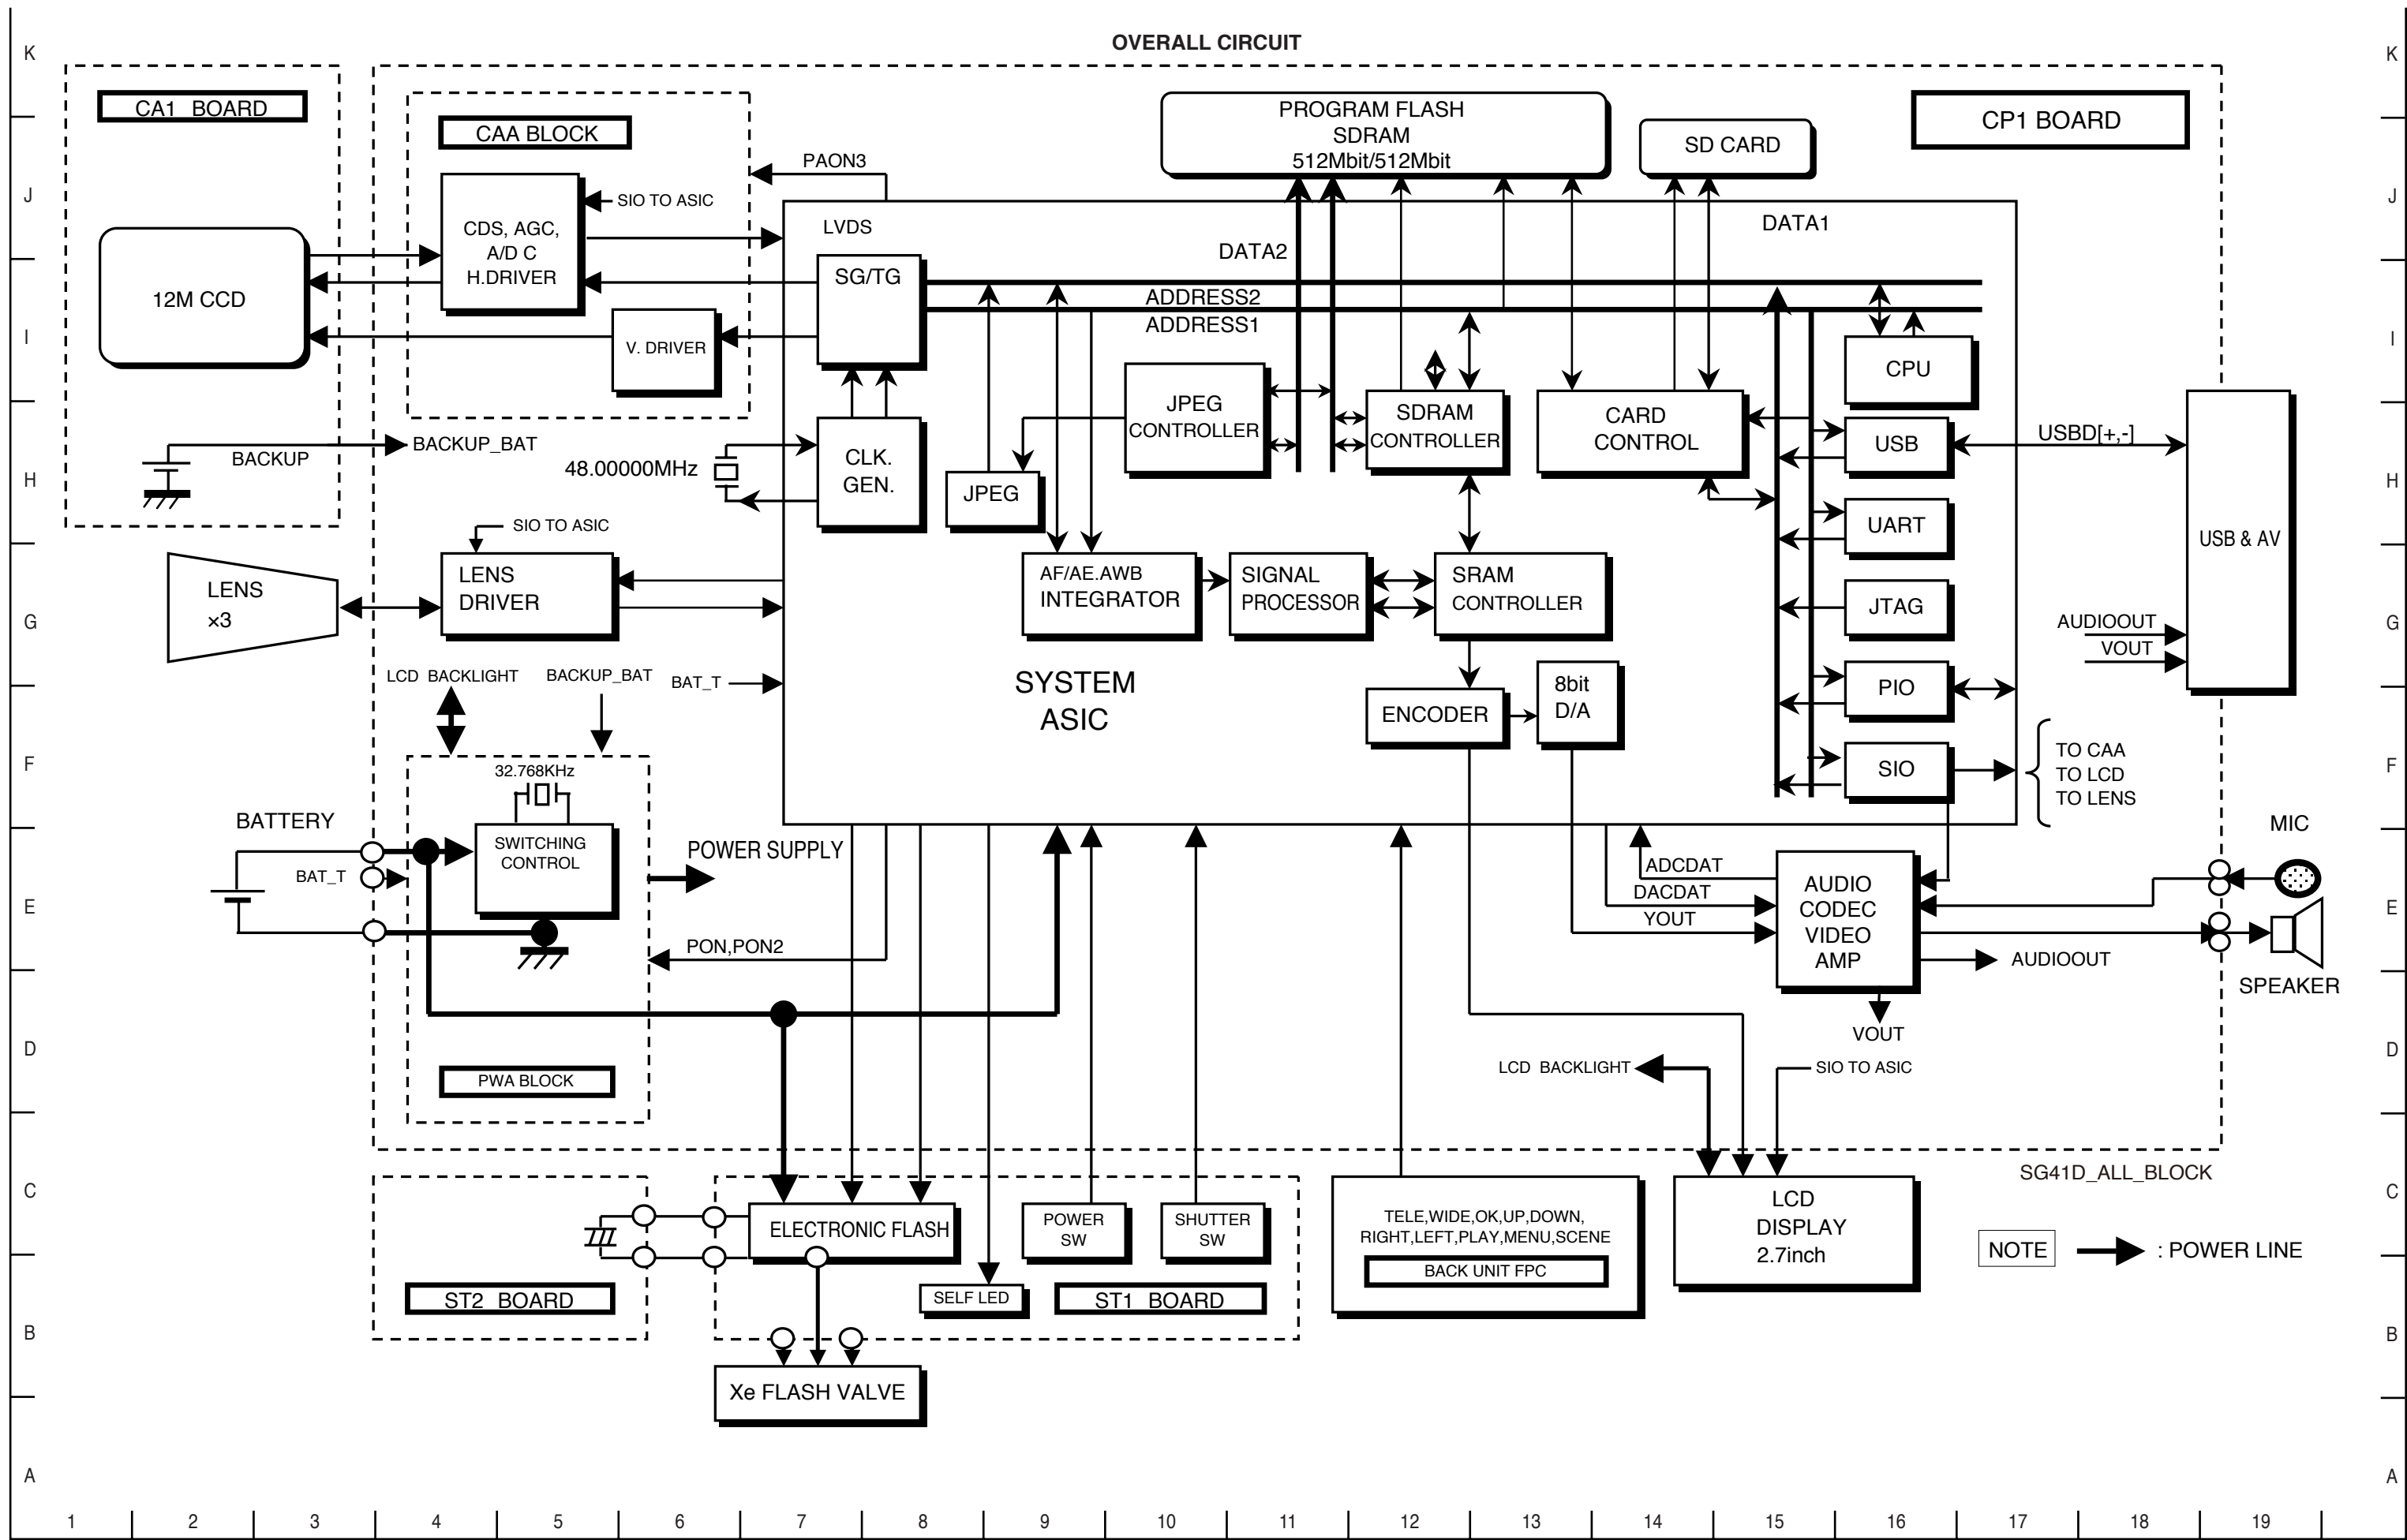 OVERALL CIRCUIT
K
K
CA1 BOARD
CAA BLOCK
PROGRAM FLASH
SDRAM
512Mbit/512Mbit
SD CARD
CP1 BOARD
PAON3
J
J
SIO TO ASIC
CDS, AGC,
A/D C
H.DRIVER
LVDS
DATA2
DATA1
12M CCD
SG/TG
ADDRESS2
ADDRESS1
I
I
V. DRIVER
CPU
JPEG
CONTROLLER
SDRAM
CONTROLLER
CARD
CONTROL
USB
USBD[+,-]
BACKUP
BACKUP_BAT
48.00000MHz
CLK.
GEN.
H
H
JPEG
SIO TO ASIC
UART
USB & AV
LENS
×3
LENS
DRIVER
AF/AE.AWB
INTEGRATOR
SIGNAL
PROCESSOR
SRAM
CONTROLLER
JTAG
G
G
AUDIOOUT
VOUT
LCD BACKLIGHT
BACKUP_BAT
BAT_T
SYSTEM
ASIC
ENCODER
8bit
D/A
PIO
F
F
32.768KHz
SIO
TO CAA
TO LCD
TO LENS
BATTERY
MIC
SWITCHING
CONTROL
POWER SUPPLY
BAT_T
ADCDAT
DACDAT
YOUT
AUDIO
CODEC
VIDEO
AMP
E
E
PON,PON2
AUDIOOUT
SPEAKER
VOUT
D
D
PWA BLOCK
LCD BACKLIGHT
SIO TO ASIC
SG41D_ALL_BLOCK
C
C
ELECTRONIC FLASH
POWER
SW
SHUTTER
SW
TELE,WIDE,OK,UP,DOWN,
RIGHT,LEFT,PLAY,MENU,SCENE
BACK UNIT FPC
LCD
DISPLAY
2.7inch
NOTE
: POWER LINE
ST2 BOARD
SELF LED
ST1 BOARD
B
B
Xe FLASH VALVE
A
A
1
2
3
4
5
6
7
8
9
10
11
12
13
14
15
16
17
18
19